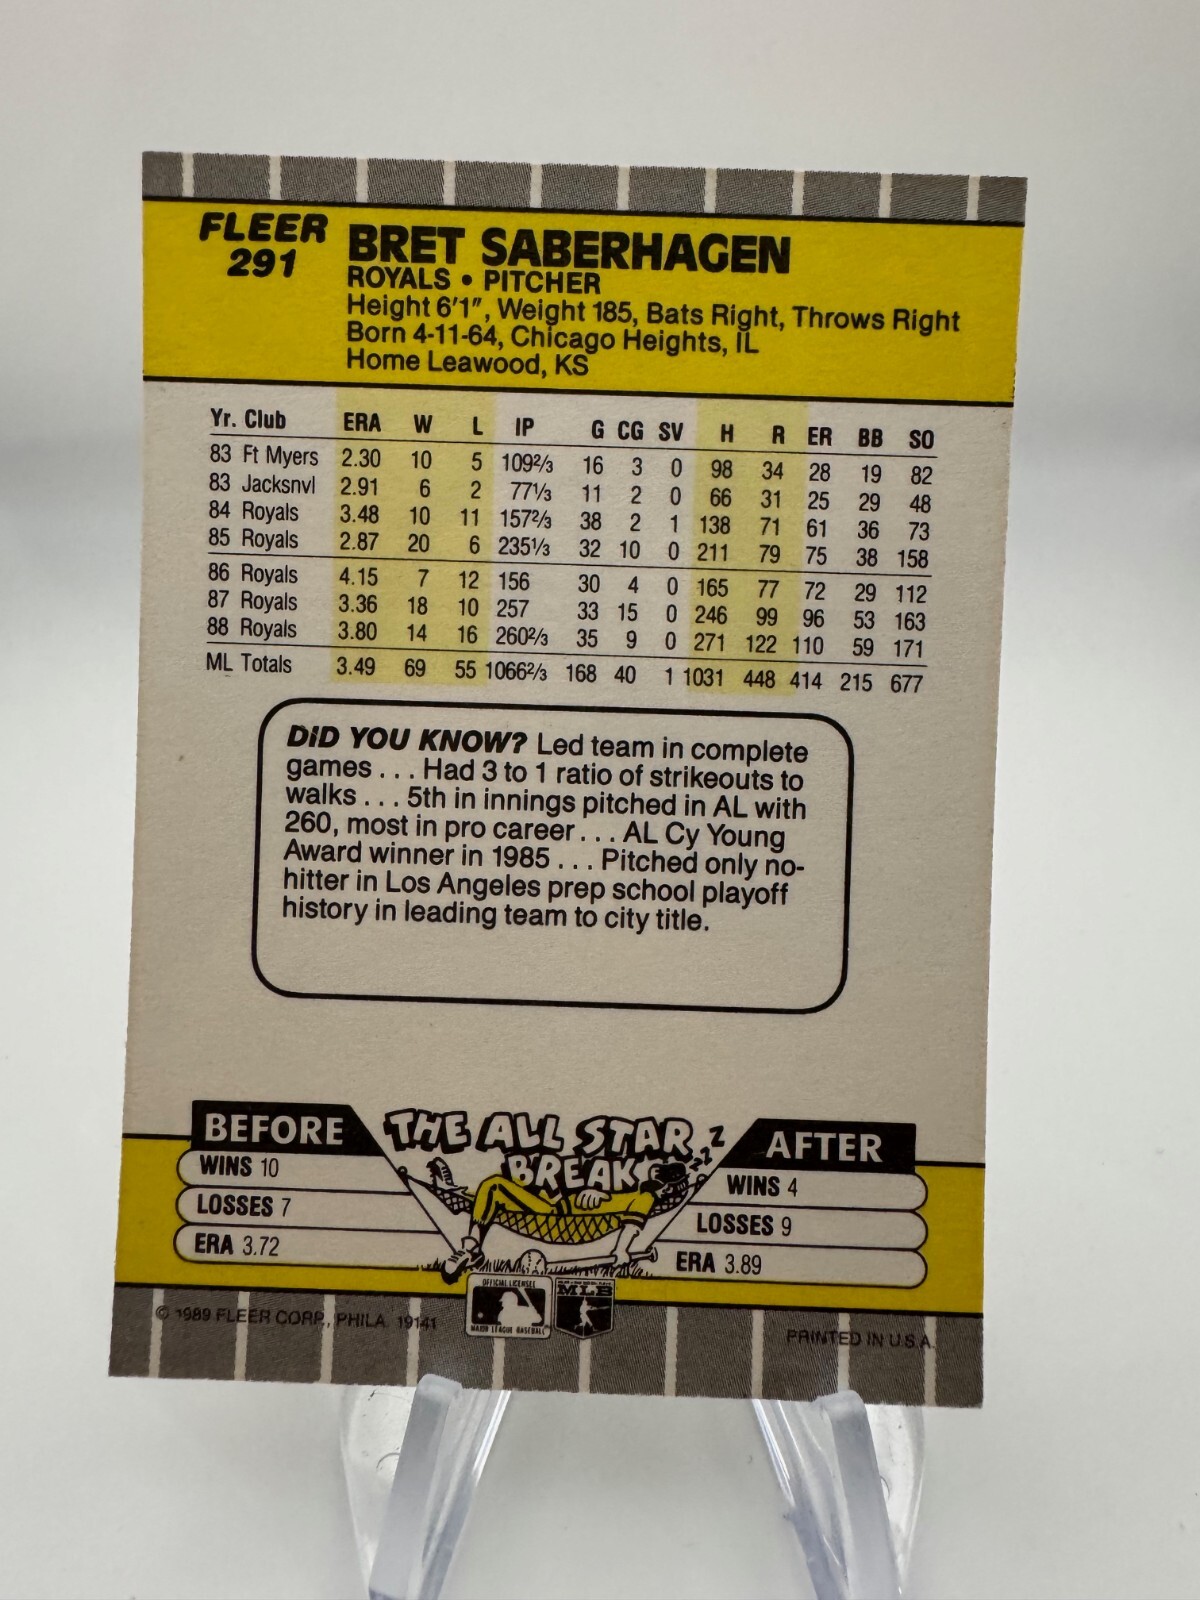 FLEER
291
BRET SABERHAGEN
ROYALS • PITCHER
Height 6'1", Weight 185, Bats Right, Throws Right
Born 4-11-64, Chicago Heights, IL
Home Leawood, KS
Yr. Club ERA W L IP G CG SV H R ER BB SO
83 Ft Myers 2.30 10 5 109⅔ 16 3 0 98 34 28 19 82
83 Jacksnvl 2.91 6 2 77⅓ 11 2 0 66 31 25 29 48
84 Royals 3.48 10 11 157⅔ 38 2 1 138 71 61 36 73
85 Royals 2.87 20 6 235⅓ 32 10 0 211 79 75 38 158
86 Royals 4.15 7 12 156 30 4 0 165 77 72 29 112
87 Royals 3.36 18 10 257 33 15 0 246 99 96 53 163
88 Royals 3.80 14 16 260⅔ 35 9 0 271 122 110 59 171
ML Totals 3.49 69 55 1066⅔ 168 40 1 1031 448 414 215 677
DID YOU KNOW? Led team in complete
games . . . Had 3 to 1 ratio of strikeouts to
walks . . . 5th in innings pitched in AL with
260, most in pro career . . . AL Cy Young
Award winner in 1985 . . . Pitched only no-
hitter in Los Angeles prep school playoff
history in leading team to city title.
BEFORE
WINS 10
LOSSES 7
ERA 3.72
THE ALL STAR
BREAK
ZZZ
AFTER
WINS 4
LOSSES 9
ERA 3.89
OFFICIAL LICENSEE
MAJOR LEAGUE BASEBALL
MLB
© 1989 FLEER CORP., PHILA. 19141
PRINTED IN U.S.A.